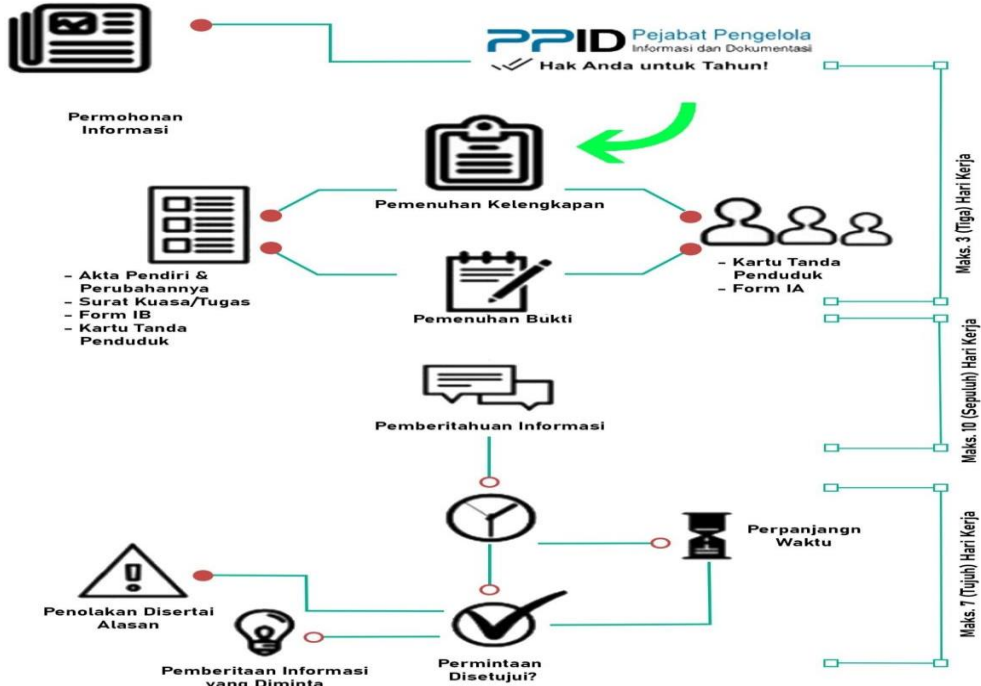 PPID Pejabat Pengelola
Informasi dan Dokumentasi
Hak Anda untuk Tahun!
Permohonan
Informasi
Pemenuhan Kelengkapan
- Akta Pendiri &
Perubahannya
- Surat Kuasa/Tugas
- Form IB
- Kartu Tanda
Penduduk
- Kartu Tanda
Penduduk
- Form IA
Pemenuhan Bukti
Maks. 3 (Tiga) Hari Kerja
Pemberitahuan Informasi
Maks. 10 (Sepuluh) Hari Kerja
Perpanjangn
Waktu
Penolakan Disertai
Alasan
Pemberitaan Informasi
yang Diminta
Permintaan
Disetujui?
Maks. 7 (Tujuh) Hari Kerja